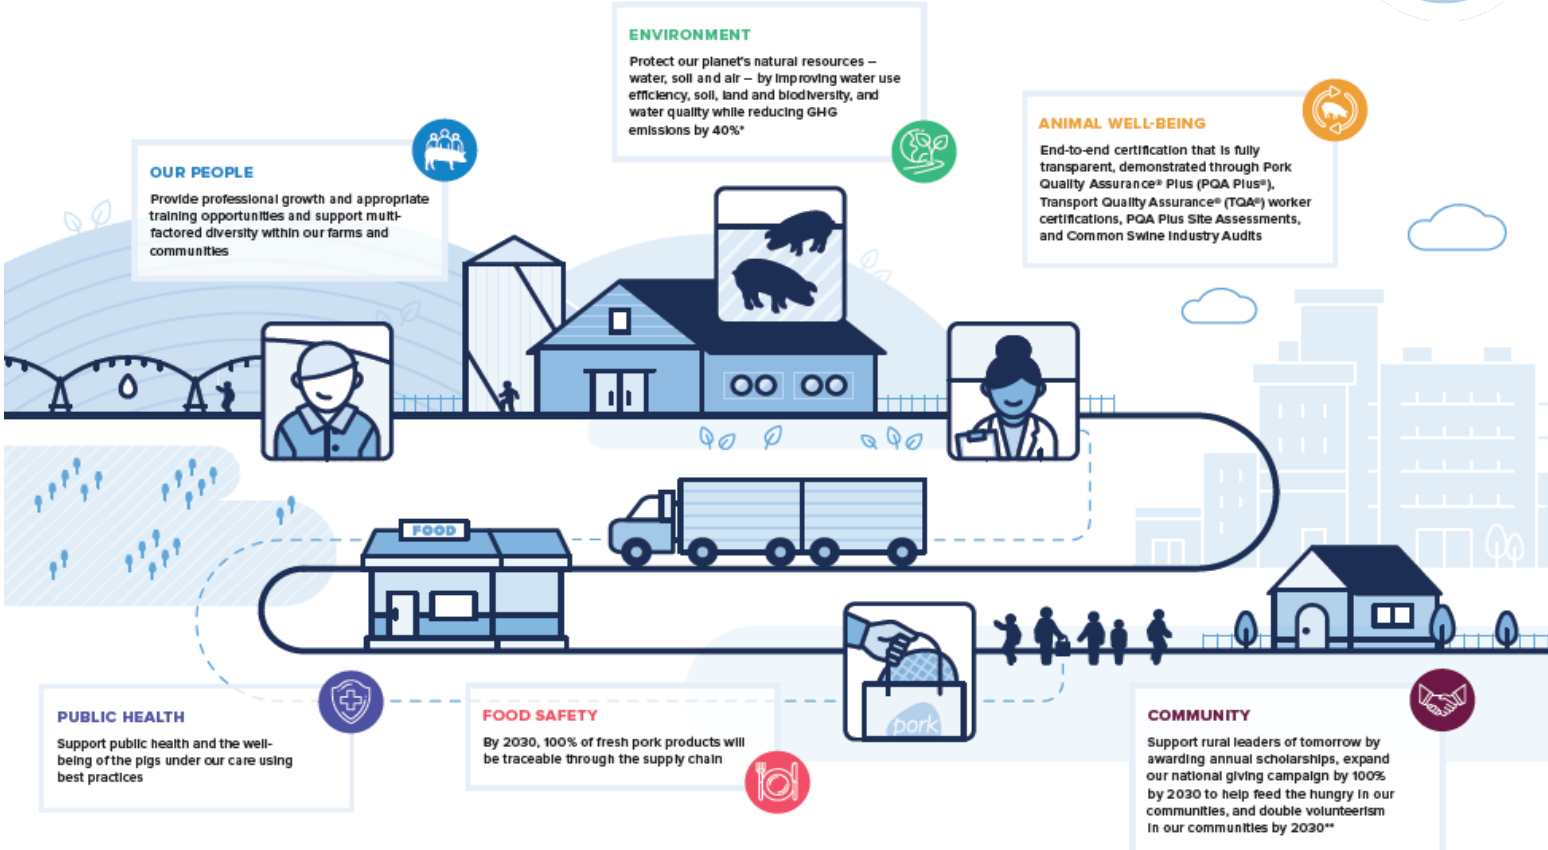 ENVIRONMENT
Protect our planet's natural resources –
water, soil and air – by improving water use
efficiency, soil, land and biodiversity, and
water quality while reducing GHG
emissions by 40%*
ANIMAL WELL-BEING
End-to-end certification that is fully
transparent, demonstrated through Pork
Quality Assurance® Plus (PQA Plus®),
Transport Quality Assurance® (TQA®) worker
certifications, PQA Plus Site Assessments,
and Common Swine Industry Audits
OUR PEOPLE
Provide professional growth and appropriate
training opportunities and support multi-
factored diversity within our farms and
communities
FOOD
pork
PUBLIC HEALTH
Support public health and the well-
being of the pigs under our care using
best practices
FOOD SAFETY
By 2030, 100% of fresh pork products will
be traceable through the supply chain
COMMUNITY
Support rural leaders of tomorrow by
awarding annual scholarships, expand
our national giving campaign by 100%
by 2030 to help feed the hungry in our
communities, and double volunteerism
in our communities by 2030**